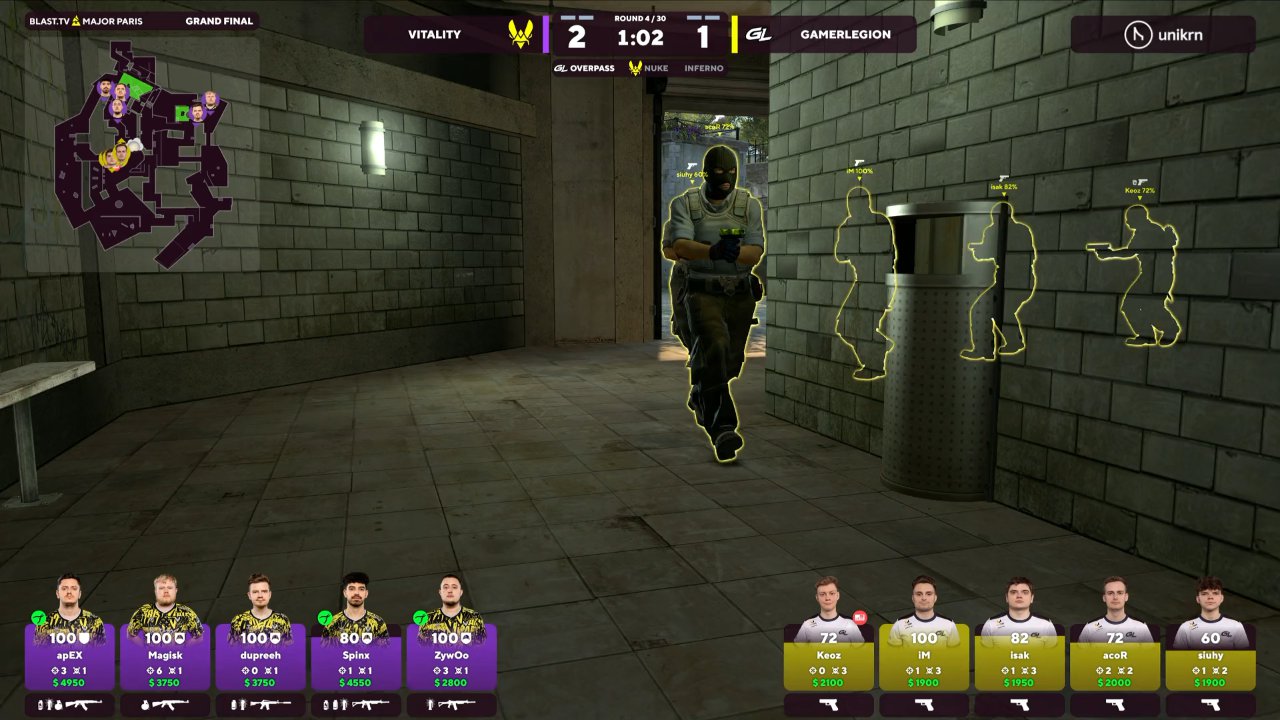 BLAST.TV MAJOR PARIS GRAND FINAL
VITALITY 2 ROUND 4 / 30 1:02 1 GL GAMERLEGION
unikrn
GL OVERPASS NUKE INFERNO
acoR 72%
siuhy 60%
iM 100%
isak 82%
Keoz 72%
100 100 100 80 100 72 100 82 72 60
apEX Magisk dupreeh Spinx ZywOo Keoz iM isak acoR siuhy
3 1 6 1 0 1 1 1 3 1 0 3 1 3 1 3 2 2 1 2
$4950 $3750 $3750 $4550 $2800 $2100 $1900 $1950 $2000 $1900